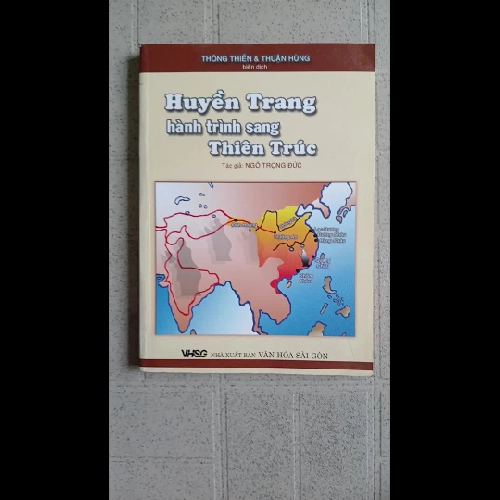 THÔNG THIỀN & THUẬN HÙNG
biên dịch
Huyền Trang
hành trình sang
Thiên Trúc
Tác giả: NGÔ TRỌNG ĐỨC
VHSG NHÀ XUẤT BẢN VĂN HÓA SÀI GÒN